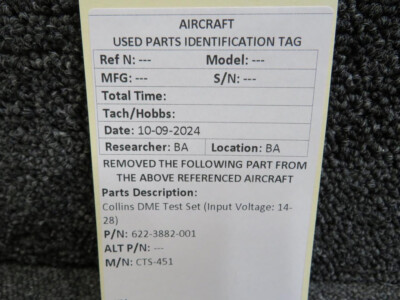 AIRCRAFT
USED PARTS IDENTIFICATION TAG
Ref N: --- Model: ---
MFG: --- S/N: ---
Total Time:
Tach/Hobbs:
Date: 10-09-2024
Researcher: BA Location: BA
REMOVED THE FOLLOWING PART FROM
THE ABOVE REFERENCED AIRCRAFT
Parts Description:
Collins DME Test Set (Input Voltage: 14-
28)
P/N: 622-3882-001
ALT P/N: ---
M/N: CTS-451